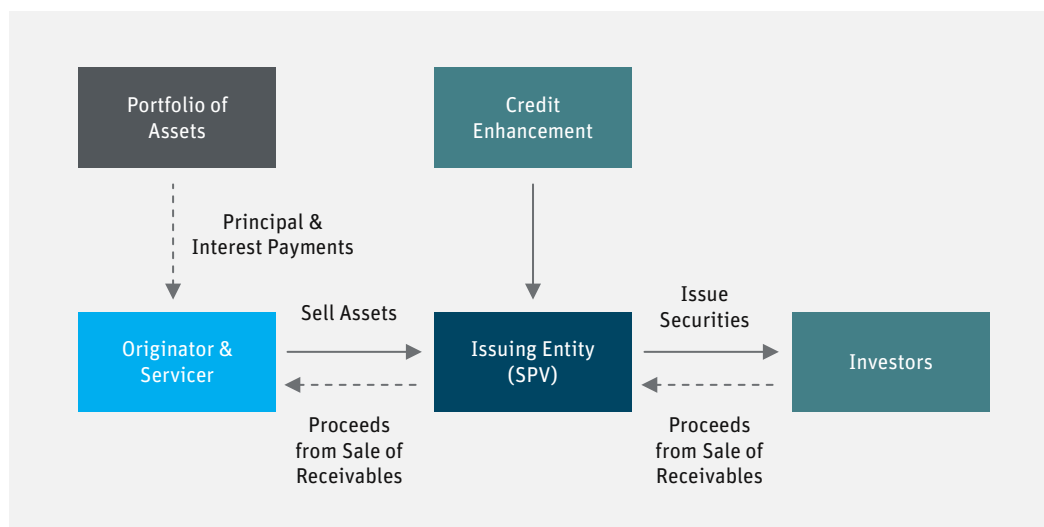 Portfolio of
Assets
Credit
Enhancement
Principal &
Interest Payments
Sell Assets
Issue
Securities
Originator &
Servicer
Issuing Entity
(SPV)
Investors
Proceeds
from Sale of
Receivables
Proceeds
from Sale of
Receivables